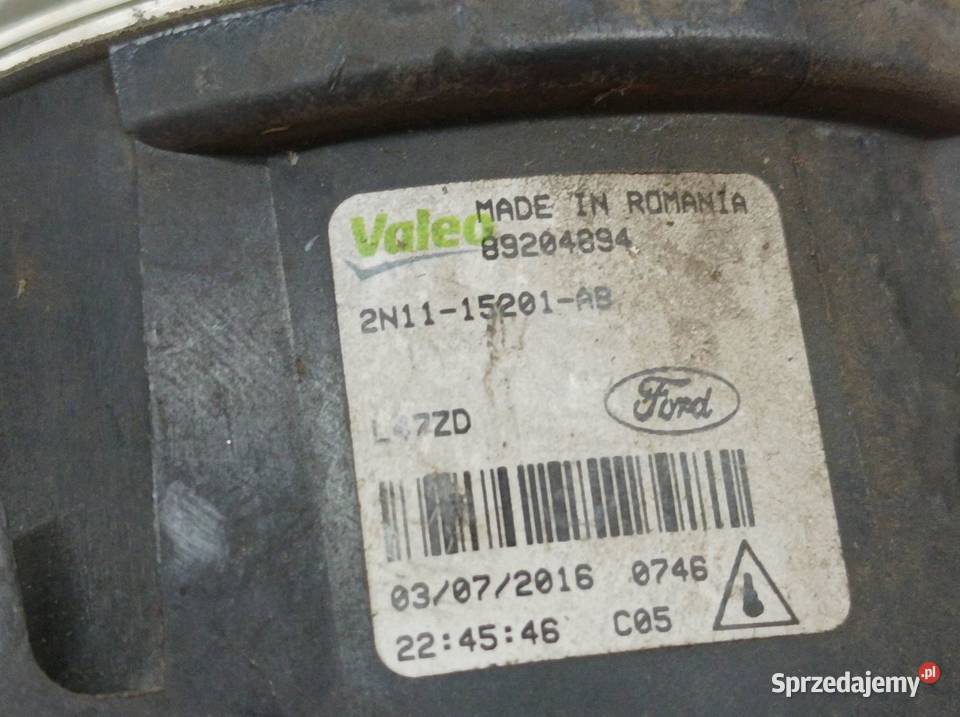 Valeo MADE IN ROMANIA
89204894
2N11-15201-AB
Ford
L47ZD
03/07/2016 0746
22:45:46 C05
Sprzedajemy.pl